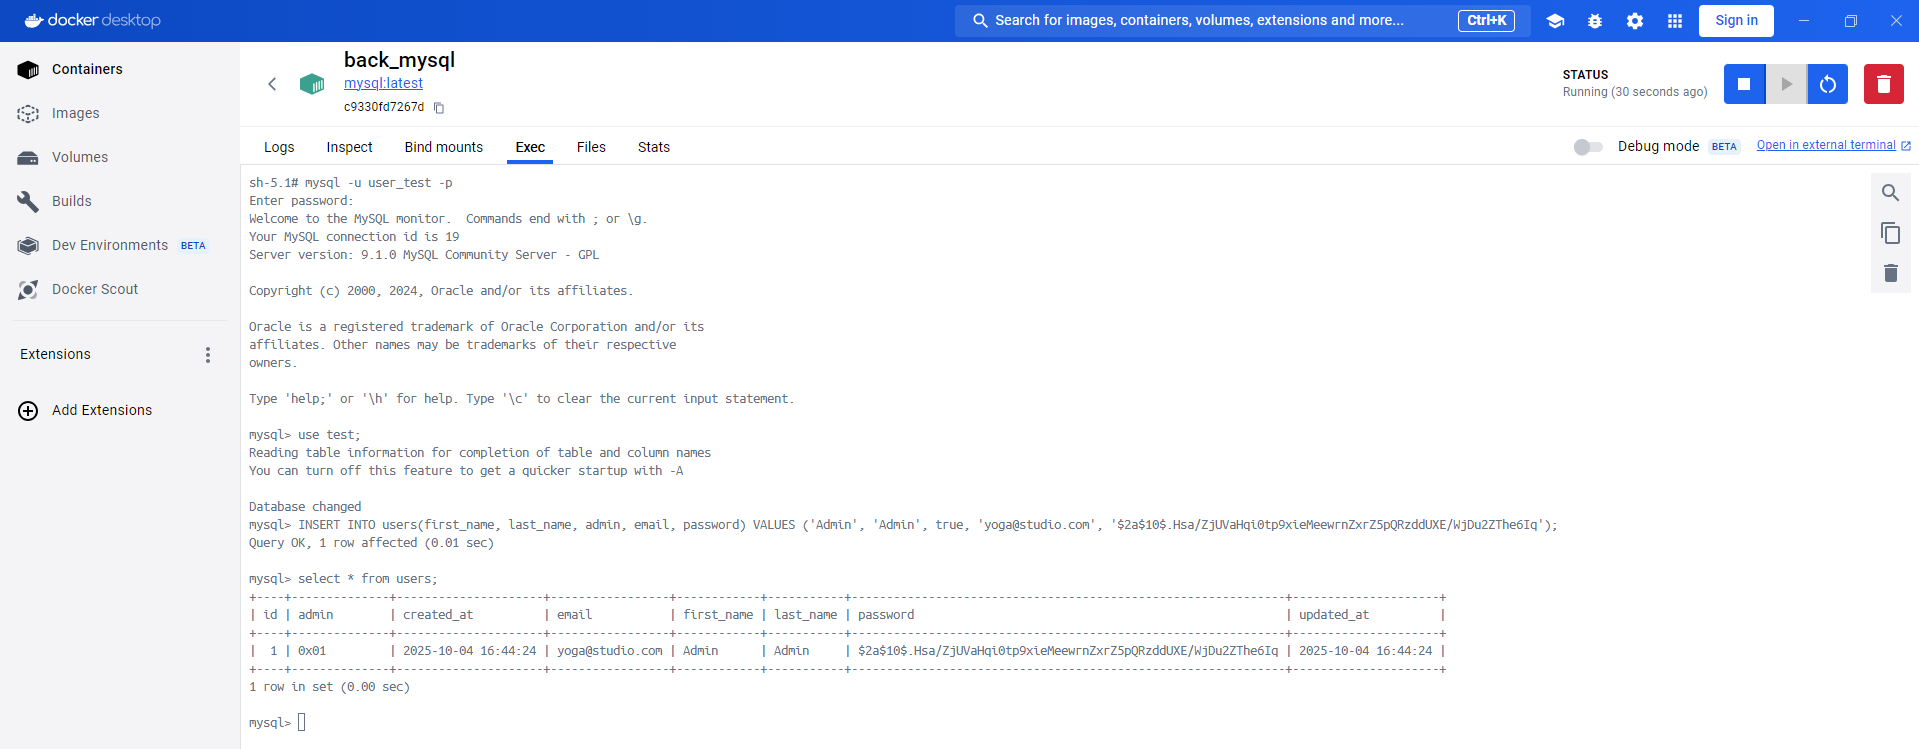 docker desktop
Search for images, containers, volumes, extensions and more...
Ctrl+K
Sign in
Containers
Images
Volumes
Builds
Dev Environments BETA
Docker Scout
Extensions
Add Extensions
back_mysql
mysql:latest
c9330fd7267d
STATUS
Running (30 seconds ago)
Logs Inspect Bind mounts Exec Files Stats
Debug mode BETA Open in external terminal
sh-5.1# mysql -u user_test -p
Enter password:
Welcome to the MySQL monitor.  Commands end with ; or \g.
Your MySQL connection id is 19
Server version: 9.1.0 MySQL Community Server - GPL
Copyright (c) 2000, 2024, Oracle and/or its affiliates.
Oracle is a registered trademark of Oracle Corporation and/or its
affiliates. Other names may be trademarks of their respective
owners.
Type 'help;' or '\h' for help. Type '\c' to clear the current input statement.
mysql> use test;
Reading table information for completion of table and column names
You can turn off this feature to get a quicker startup with -A
Database changed
mysql> INSERT INTO users(first_name, last_name, admin, email, password) VALUES ('Admin', 'Admin', true, 'yoga@studio.com', '$2a$10$.Hsa/ZjUVaHqi0tp9xieMeewrnZxrZ5pQRzddUXE/WjDu2ZThe6Iq');
Query OK, 1 row affected (0.01 sec)
mysql> select * from users;
+----+-------------+---------------------+-----------------+------------+-----------+--------------------------------------------------------------+---------------------+
| id | admin | created_at | email | first_name | last_name | password | updated_at |
+----+-------------+---------------------+-----------------+------------+-----------+--------------------------------------------------------------+---------------------+
| 1 | 0x01 | 2025-10-04 16:44:24 | yoga@studio.com | Admin | Admin | $2a$10$.Hsa/ZjUVaHqi0tp9xieMeewrnZxrZ5pQRzddUXE/WjDu2ZThe6Iq | 2025-10-04 16:44:24 |
+----+-------------+---------------------+-----------------+------------+-----------+--------------------------------------------------------------+---------------------+
1 row in set (0.00 sec)
mysql>